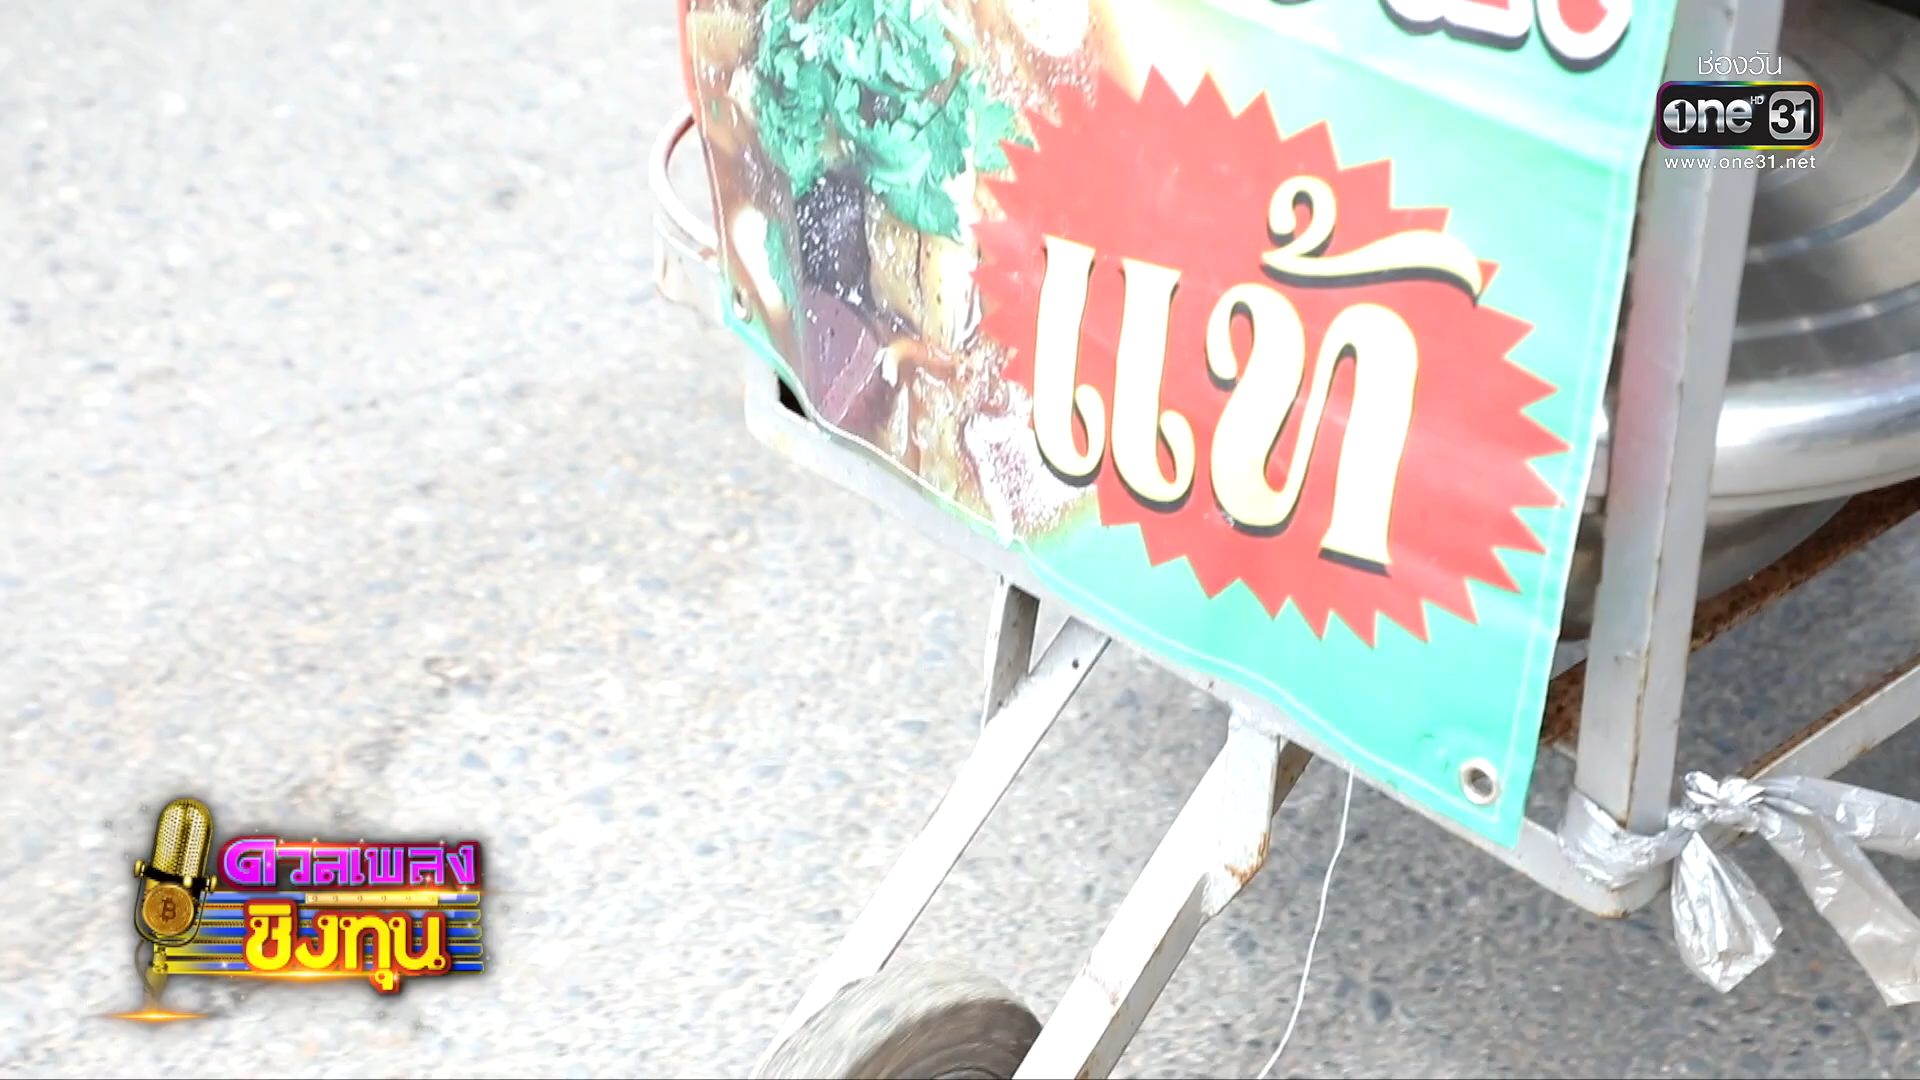 ช่องวัน
one HD 31
www.one31.net
แท้
ดวลเพลง
ชิงทุน